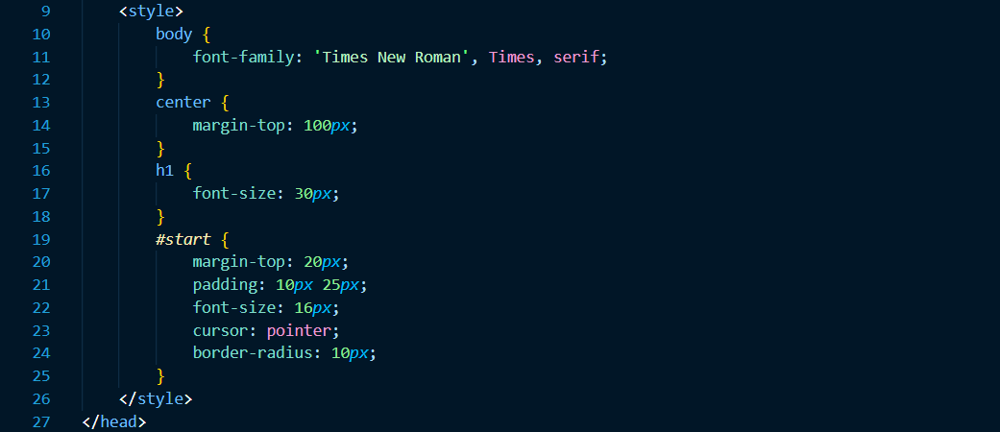 9 <style>
10 body {
11 font-family: 'Times New Roman', Times, serif;
12 }
13 center {
14 margin-top: 100px;
15 }
16 h1 {
17 font-size: 30px;
18 }
19 #start {
20 margin-top: 20px;
21 padding: 10px 25px;
22 font-size: 16px;
23 cursor: pointer;
24 border-radius: 10px;
25 }
26 </style>
27 </head>